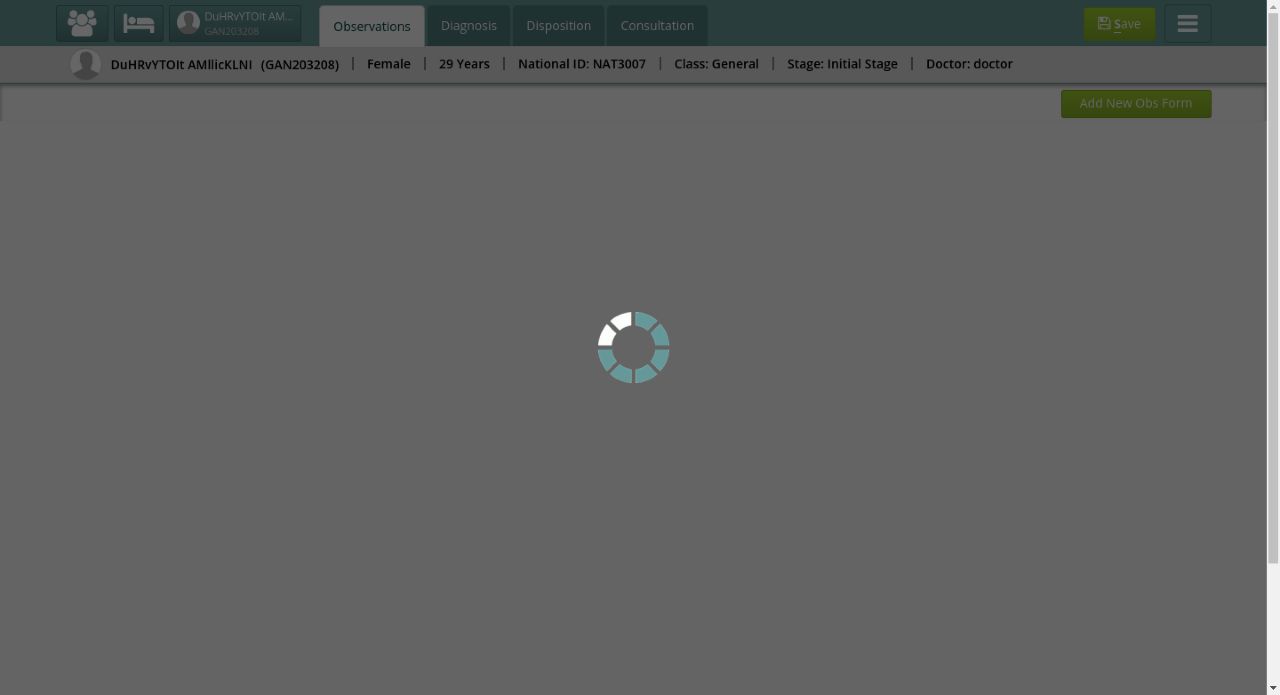 DuHRvYTOIt AM...
GAN203208
Observations
Diagnosis
Disposition
Consultation
Save
DuHRvYTOIt AMllicKLNI (GAN203208) | Female | 29 Years | National ID: NAT3007 | Class: General | Stage: Initial Stage | Doctor: doctor
Add New Obs Form